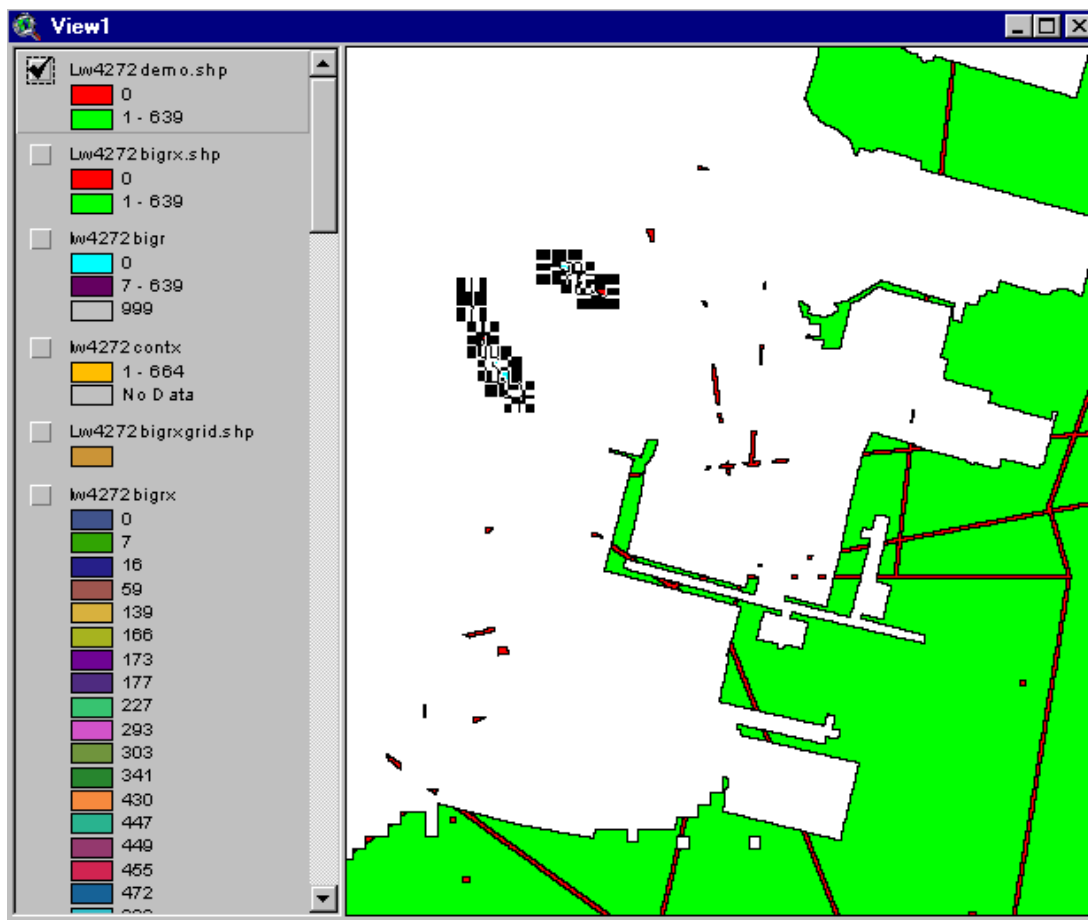 View1
Lw4272demo.shp
0
1 - 639
Lw4272bigrx.shp
0
1 - 639
lw4272bigr
0
7 - 639
999
lw4272contx
1 - 664
No Data
Lw4272bigrxgrid.shp
lw4272bigrx
0
7
16
59
139
166
173
177
227
293
303
341
430
447
449
455
472